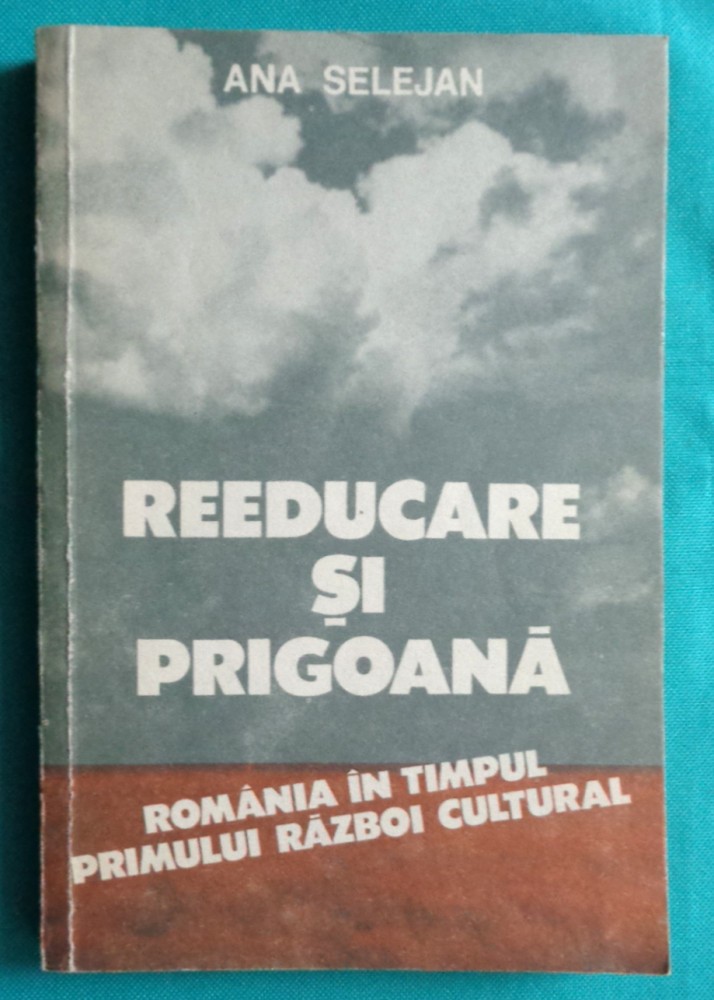 ANA SELEJAN
REEDUCARE
ȘI
PRIGOANĂ
ROMÂNIA ÎN TIMPUL
PRIMULUI RĂZBOI CULTURAL